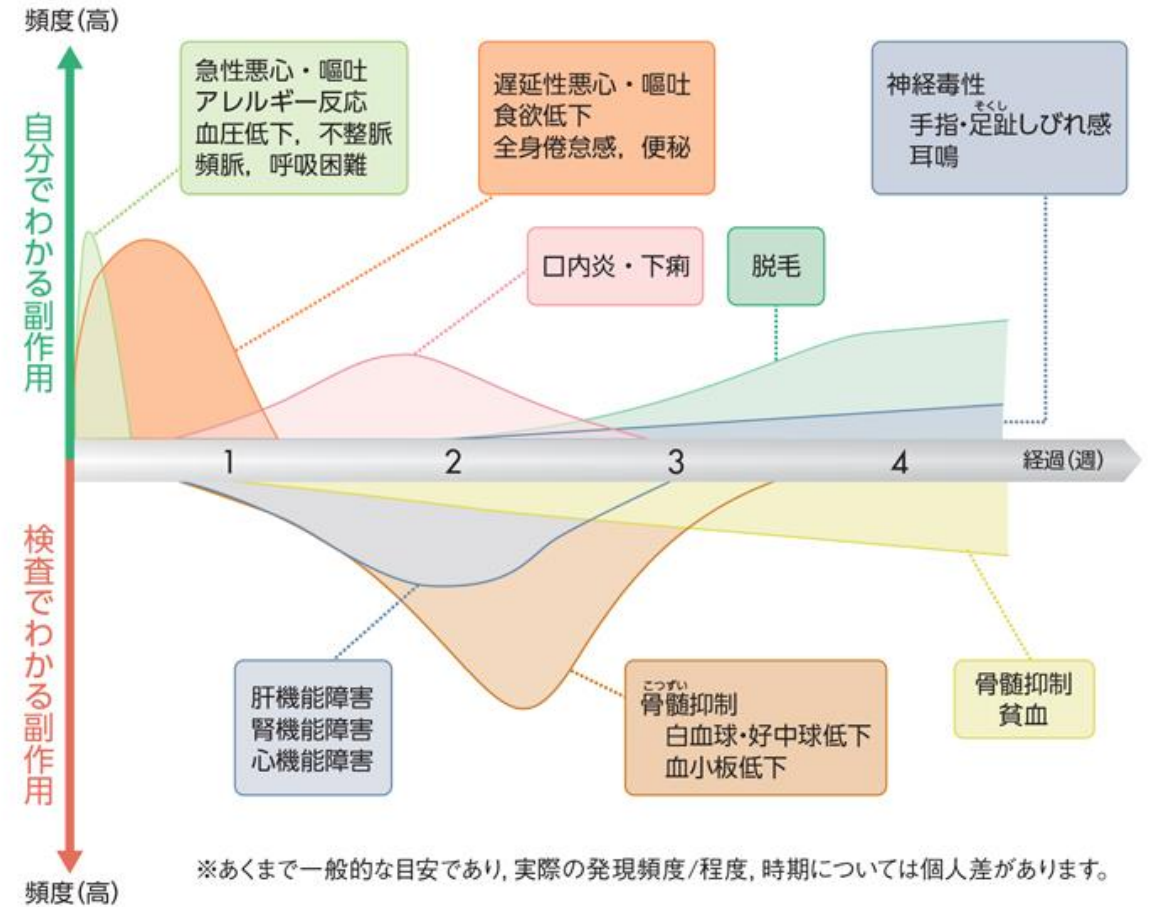 頻度(高)
自分でわかる副作用
急性悪心・嘔吐
アレルギー反応
血圧低下，不整脈
頻脈，呼吸困難
遅延性悪心・嘔吐
食欲低下
全身倦怠感，便秘
神経毒性
そくし
手指・足趾しびれ感
耳鳴
口内炎・下痢
脱毛
1 2 3 4 経過(週)
検査でわかる副作用
肝機能障害
腎機能障害
心機能障害
こつずい
骨髄抑制
白血球・好中球低下
血小板低下
骨髄抑制
貧血
頻度(高)
※あくまで一般的な目安であり，実際の発現頻度/程度，時期については個人差があります。